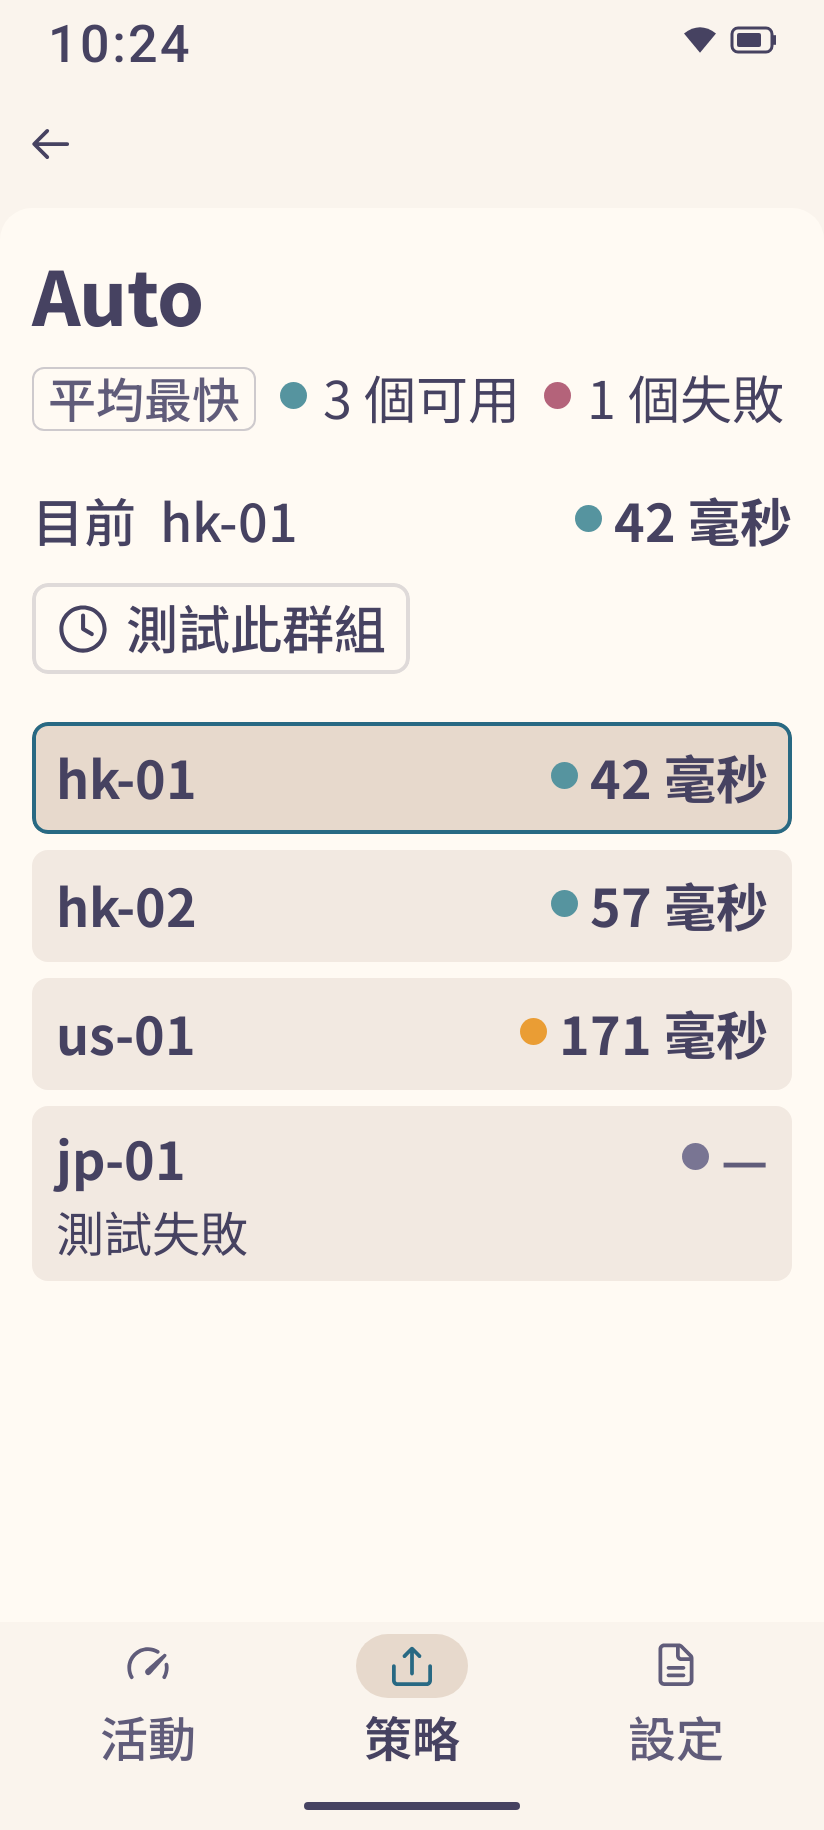 10:24
Auto
平均最快 3 個可用 1 個失敗
目前 hk-01 42 毫秒
測試此群組
hk-01 42 毫秒
hk-02 57 毫秒
us-01 171 毫秒
jp-01 —
測試失敗
活動 策略 設定